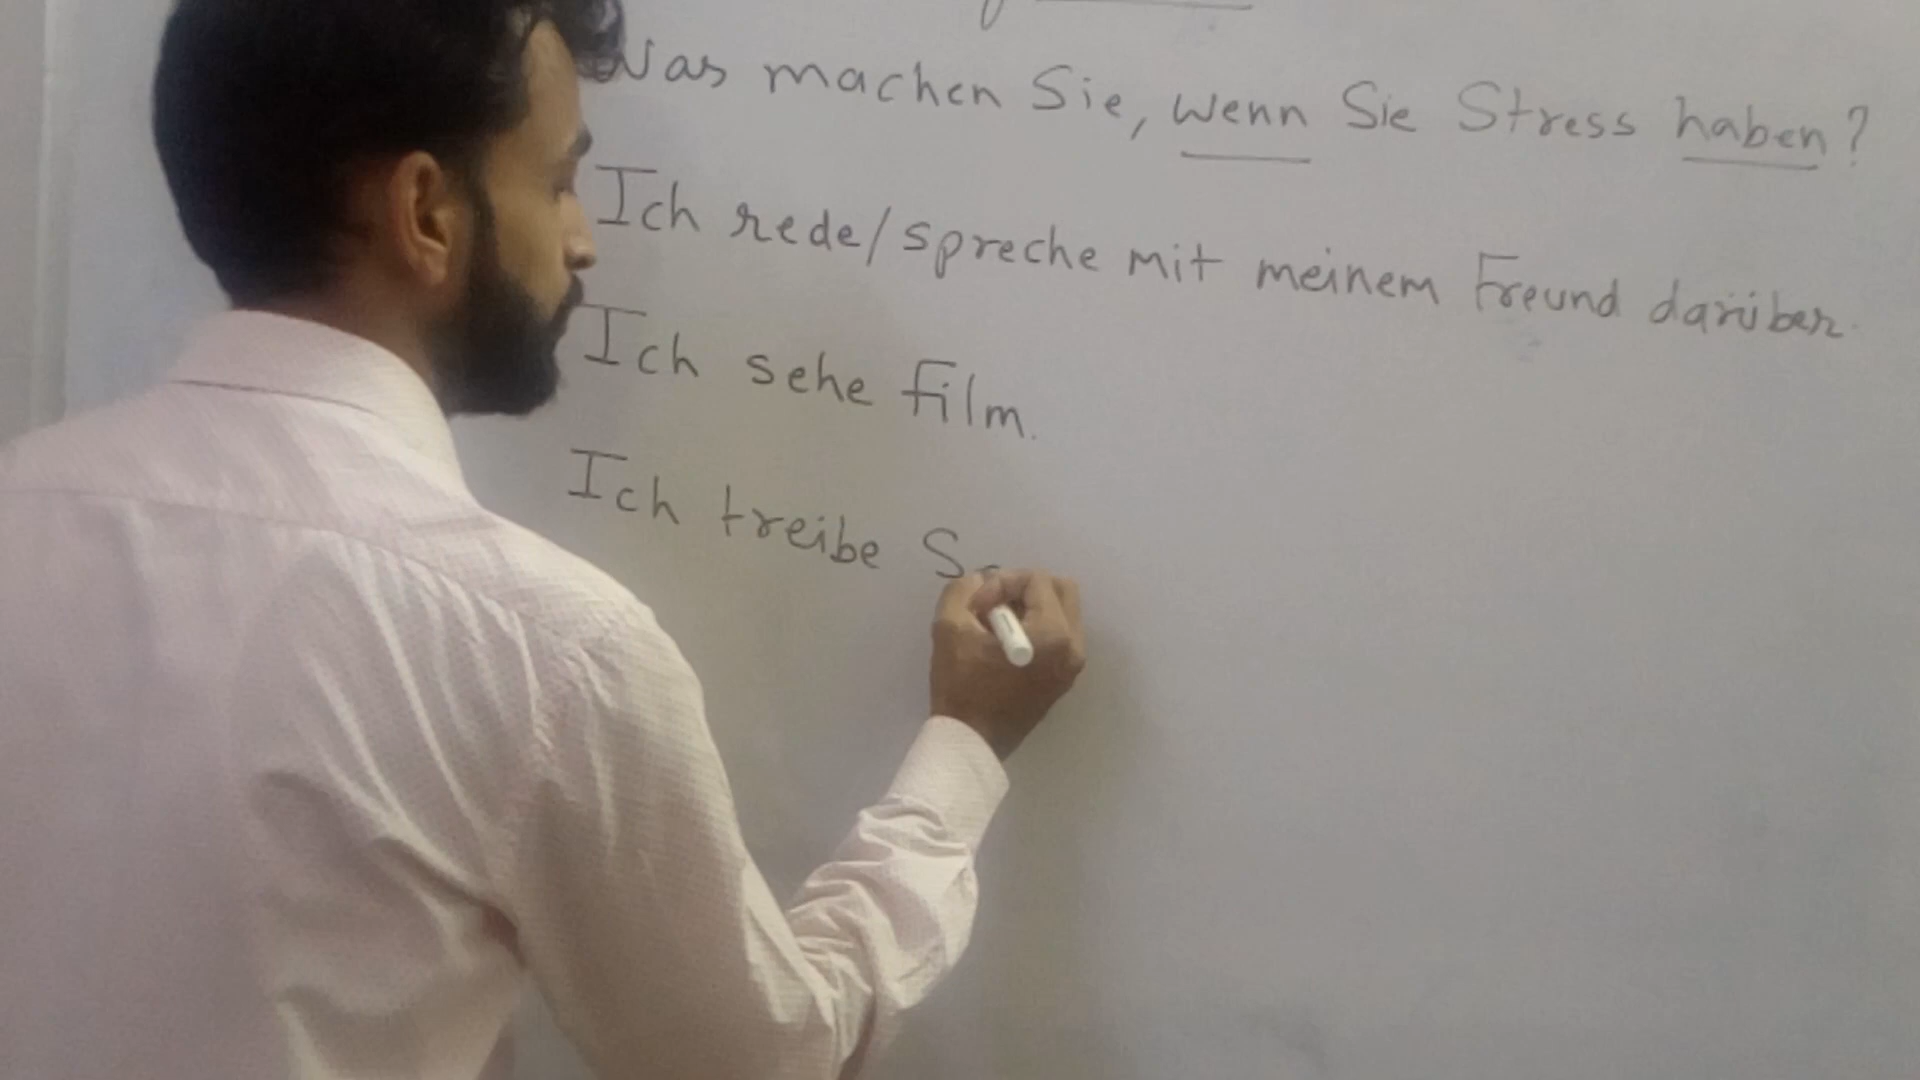 Was machen Sie, wenn Sie Stress haben?
Ich rede/spreche mit meinem Freund darüber.
Ich sehe film.
Ich treibe